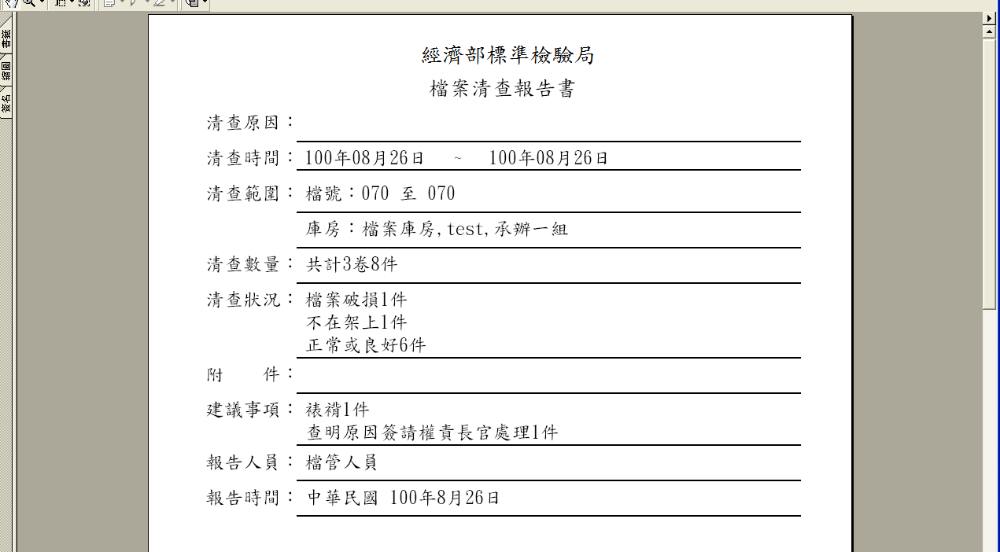 書籤
縮圖
簽名
經濟部標準檢驗局
檔案清查報告書
清查原因：
清查時間：100年08月26日 ~ 100年08月26日
清查範圍：檔號：070 至 070
庫房：檔案庫房,test,承辦一組
清查數量：共計3卷8件
清查狀況：檔案破損1件
不在架上1件
正常或良好6件
附 件：
建議事項：裱褙1件
查明原因簽請權責長官處理1件
報告人員：檔管人員
報告時間：中華民國 100年8月26日